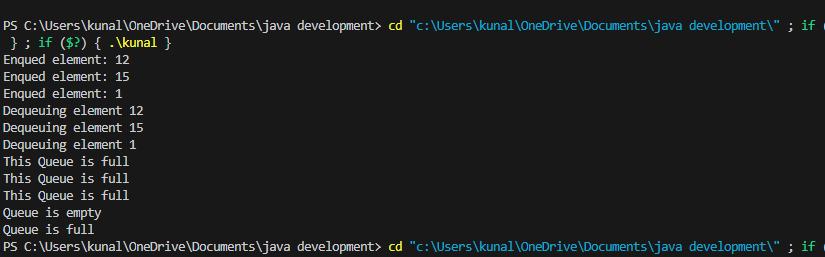 PS C:\Users\kunal\OneDrive\Documents\java development> cd "c:\Users\kunal\OneDrive\Documents\java development\" ; if (
 } ; if ($?) { .\kunal }
Enqued element: 12
Enqued element: 15
Enqued element: 1
Dequeuing element 12
Dequeuing element 15
Dequeuing element 1
This Queue is full
This Queue is full
This Queue is full
Queue is empty
Queue is full
PS C:\Users\kunal\OneDrive\Documents\java development> cd "c:\Users\kunal\OneDrive\Documents\java development\" ; if (